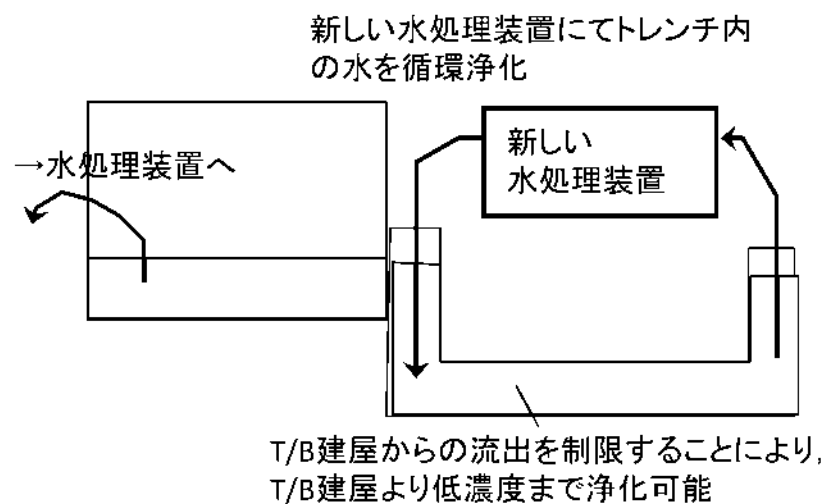 新しい水処理装置にてトレンチ内
の水を循環浄化
→水処理装置へ
新しい
水処理装置
T/B建屋からの流出を制限することにより，
T/B建屋より低濃度まで浄化可能